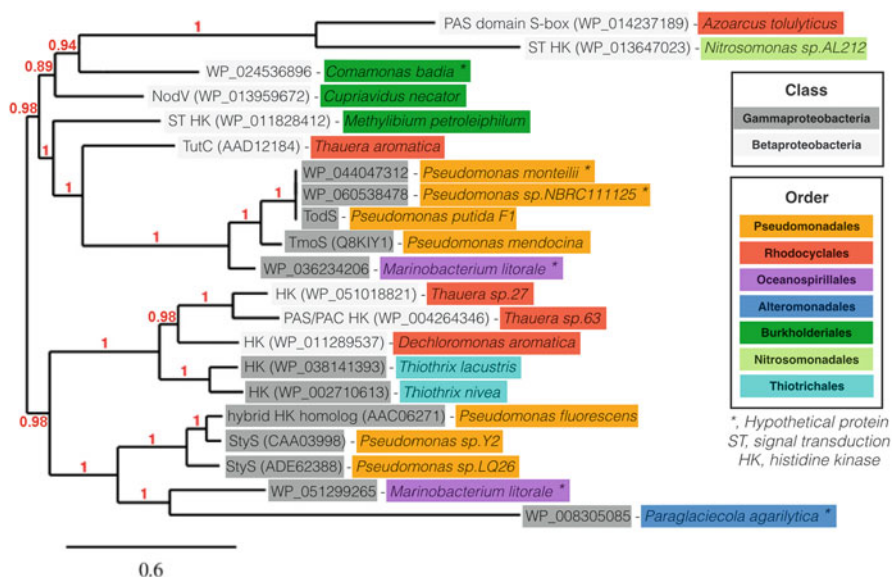 PAS domain S-box (WP_014237189) - Azoarcus tolulyticus
1
ST HK (WP_013647023) - Nitrosomonas sp.AL212
0.94
0.89
WP_024536896 - Comamonas badia *
NodV (WP_013959672) - Cupriavidus necator
0.98
ST HK (WP_011828412) - Methylibium petroleiphilum
TutC (AAD12184) - Thauera aromatica
1
WP_044047312 - Pseudomonas monteilii *
1
WP_060538478 - Pseudomonas sp.NBRC111125 *
1
TodS - Pseudomonas putida F1
1
TmoS (Q8KIY1) - Pseudomonas mendocina
WP_036234206 - Marinobacterium litorale *
HK (WP_051018821) - Thauera sp.27
1
0.98
PAS/PAC HK (WP_004264346) - Thauera sp.63
1
HK (WP_011289537) - Dechloromonas aromatica
HK (WP_038141393) - Thiothrix lacustris
1
HK (WP_002710613) - Thiothrix nivea
0.98
hybrid HK homolog (AAC06271) - Pseudomonas fluorescens
1
StyS (CAA03998) - Pseudomonas sp.Y2
1
StyS (ADE62388) - Pseudomonas sp.LQ26
WP_051299265 - Marinobacterium litorale *
1
WP_008305085 - Paraglaciecola agarilytica *
0.6
Class
Gammaproteobacteria
Betaproteobacteria
Order
Pseudomonadales
Rhodocyclales
Oceanospirillales
Alteromonadales
Burkholderiales
Nitrosomonadales
Thiotrichales
*, Hypothetical protein
ST, signal transduction
HK, histidine kinase